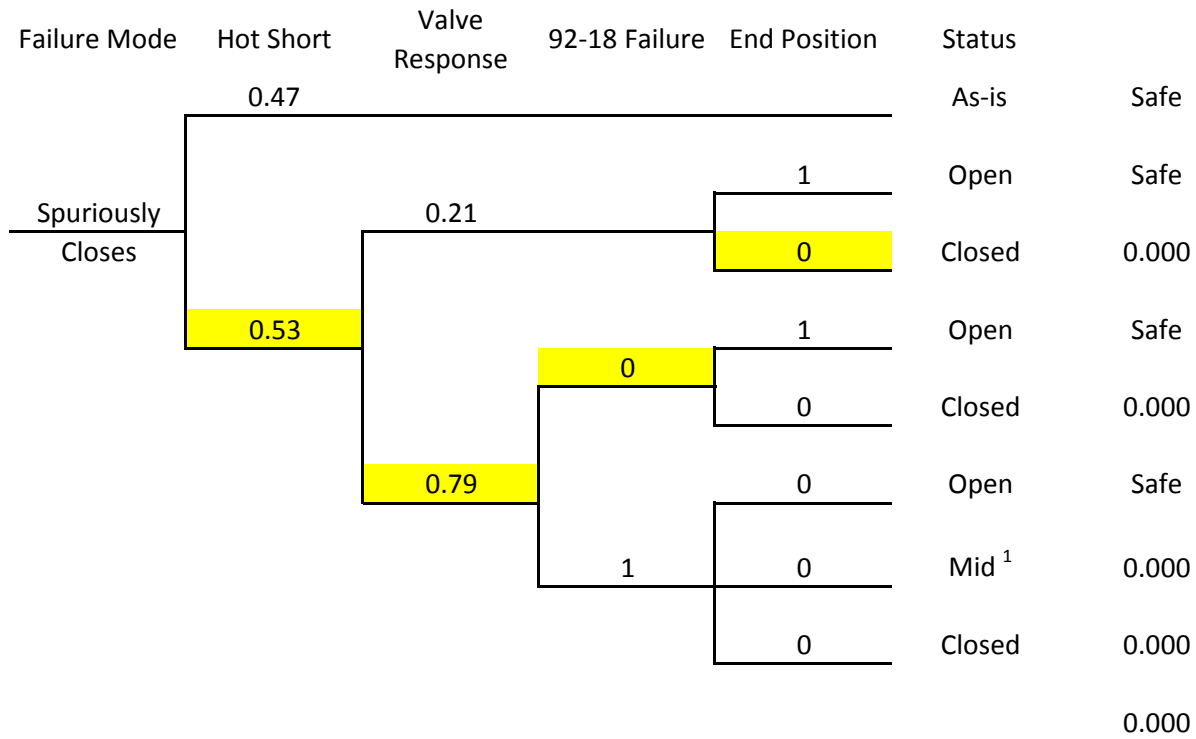 Failure Mode Hot Short Valve Response 92-18 Failure End Position Status
0.47 As-is Safe
1 Open Safe
Spuriously Closes 0.21
0 Closed 0.000
0.53 1 Open Safe
0
0 Closed 0.000
0.79 0 Open Safe
1 0 Mid 1 0.000
0 Closed 0.000
0.000